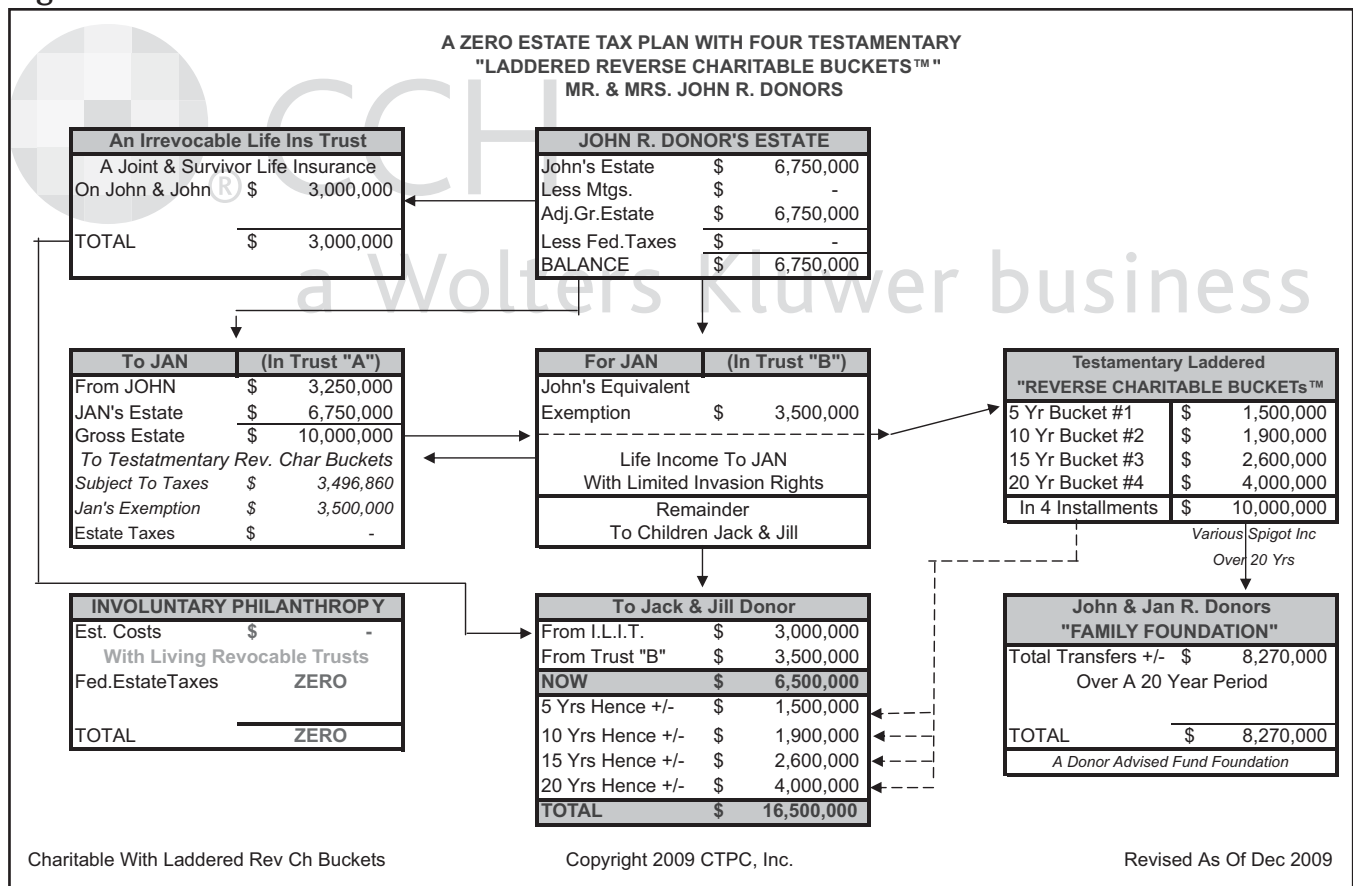 A ZERO ESTATE TAX PLAN WITH FOUR TESTAMENTARY
"LADDERED REVERSE CHARITABLE BUCKETS™"
MR. & MRS. JOHN R. DONORS
CCH®
a Wolters Kluwer business
An Irrevocable Life Ins Trust
A Joint & Survivor Life Insurance
On John & John $ 3,000,000
TOTAL $ 3,000,000
JOHN R. DONOR'S ESTATE
John's Estate $ 6,750,000
Less Mtgs. $ -
Adj.Gr.Estate $ 6,750,000
Less Fed.Taxes $ -
BALANCE $ 6,750,000
To JAN (In Trust "A")
From JOHN $ 3,250,000
JAN's Estate $ 6,750,000
Gross Estate $ 10,000,000
To Testatmentary Rev. Char Buckets
Subject To Taxes $ 3,496,860
Jan's Exemption $ 3,500,000
Estate Taxes $ -
For JAN (In Trust "B")
John's Equivalent
Exemption $ 3,500,000
Life Income To JAN
With Limited Invasion Rights
Remainder
To Children Jack & Jill
Testamentary Laddered
"REVERSE CHARITABLE BUCKETs™
5 Yr Bucket #1 $ 1,500,000
10 Yr Bucket #2 $ 1,900,000
15 Yr Bucket #3 $ 2,600,000
20 Yr Bucket #4 $ 4,000,000
In 4 Installments $ 10,000,000
Various Spigot Inc
Over 20 Yrs
INVOLUNTARY PHILANTHROPY
Est. Costs $ -
With Living Revocable Trusts
Fed.EstateTaxes ZERO
TOTAL ZERO
To Jack & Jill Donor
From I.L.I.T. $ 3,000,000
From Trust "B" $ 3,500,000
NOW $ 6,500,000
5 Yrs Hence +/- $ 1,500,000
10 Yrs Hence +/- $ 1,900,000
15 Yrs Hence +/- $ 2,600,000
20 Yrs Hence +/- $ 4,000,000
TOTAL $ 16,500,000
John & Jan R. Donors
"FAMILY FOUNDATION"
Total Transfers +/- $ 8,270,000
Over A 20 Year Period
TOTAL $ 8,270,000
A Donor Advised Fund Foundation
Charitable With Laddered Rev Ch Buckets
Copyright 2009 CTPC, Inc.
Revised As Of Dec 2009